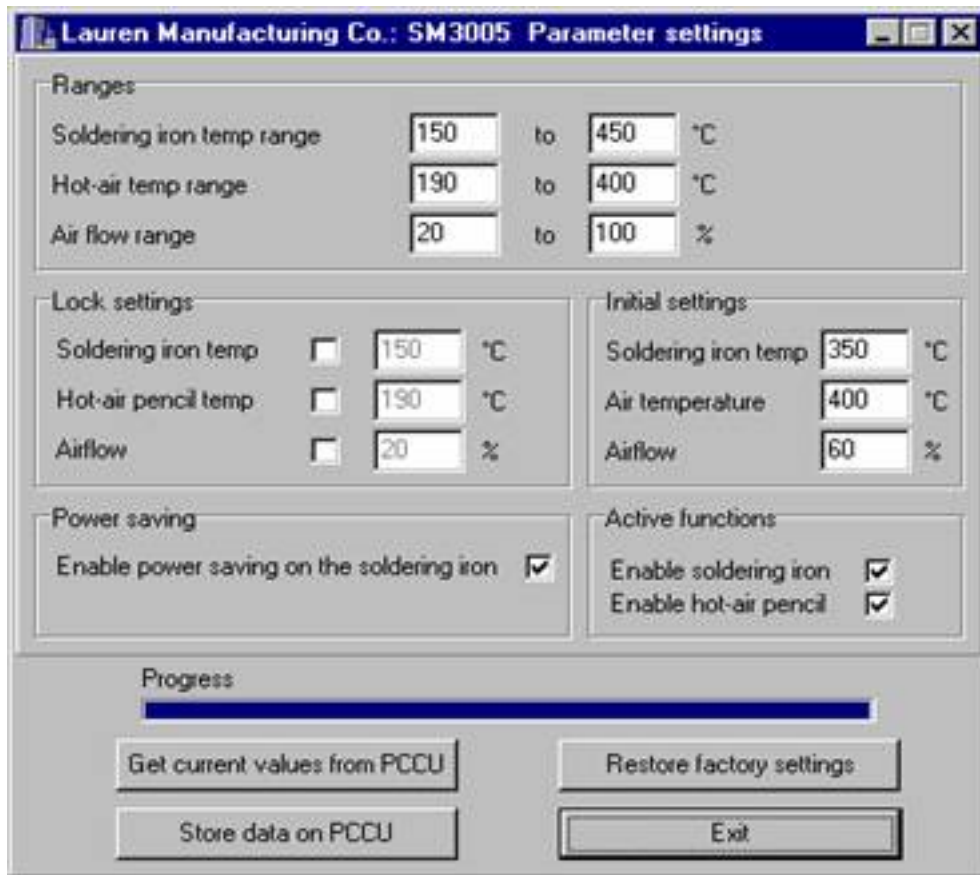 Lauren Manufacturing Co.: SM3005 Parameter settings
Ranges
Soldering iron temp range 150 to 450 °C
Hot-air temp range 190 to 400 °C
Air flow range 20 to 100 %
Lock settings
Soldering iron temp 150 °C
Hot-air pencil temp 190 °C
Airflow 20 %
Initial settings
Soldering iron temp 350 °C
Air temperature 400 °C
Airflow 60 %
Power saving
Enable power saving on the soldering iron
Active functions
Enable soldering iron
Enable hot-air pencil
Progress
Get current values from PCCU
Restore factory settings
Store data on PCCU
Exit